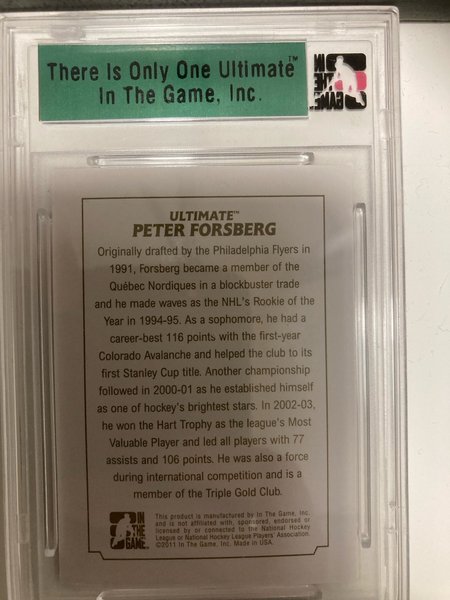 There Is Only One Ultimate™
In The Game, Inc.
IN
THE
GAME
ULTIMATE™
PETER FORSBERG
Originally drafted by the Philadelphia Flyers in
1991, Forsberg became a member of the
Québec Nordiques in a blockbuster trade
and he made waves as the NHL's Rookie of the
Year in 1994-95. As a sophomore, he had a
career-best 116 points with the first-year
Colorado Avalanche and helped the club to its
first Stanley Cup title. Another championship
followed in 2000-01 as he established himself
as one of hockey's brightest stars. In 2002-03,
he won the Hart Trophy as the league's Most
Valuable Player and led all players with 77
assists and 106 points. He was also a force
during international competition and is a
member of the Triple Gold Club.
IN
THE
GAME
This product is manufactured by In The Game, Inc.
and is not affiliated with, sponsored, endorsed or
licensed by or connected to the National Hockey
League or National Hockey League Players' Association.
©2011 In The Game, Inc. Made in USA.